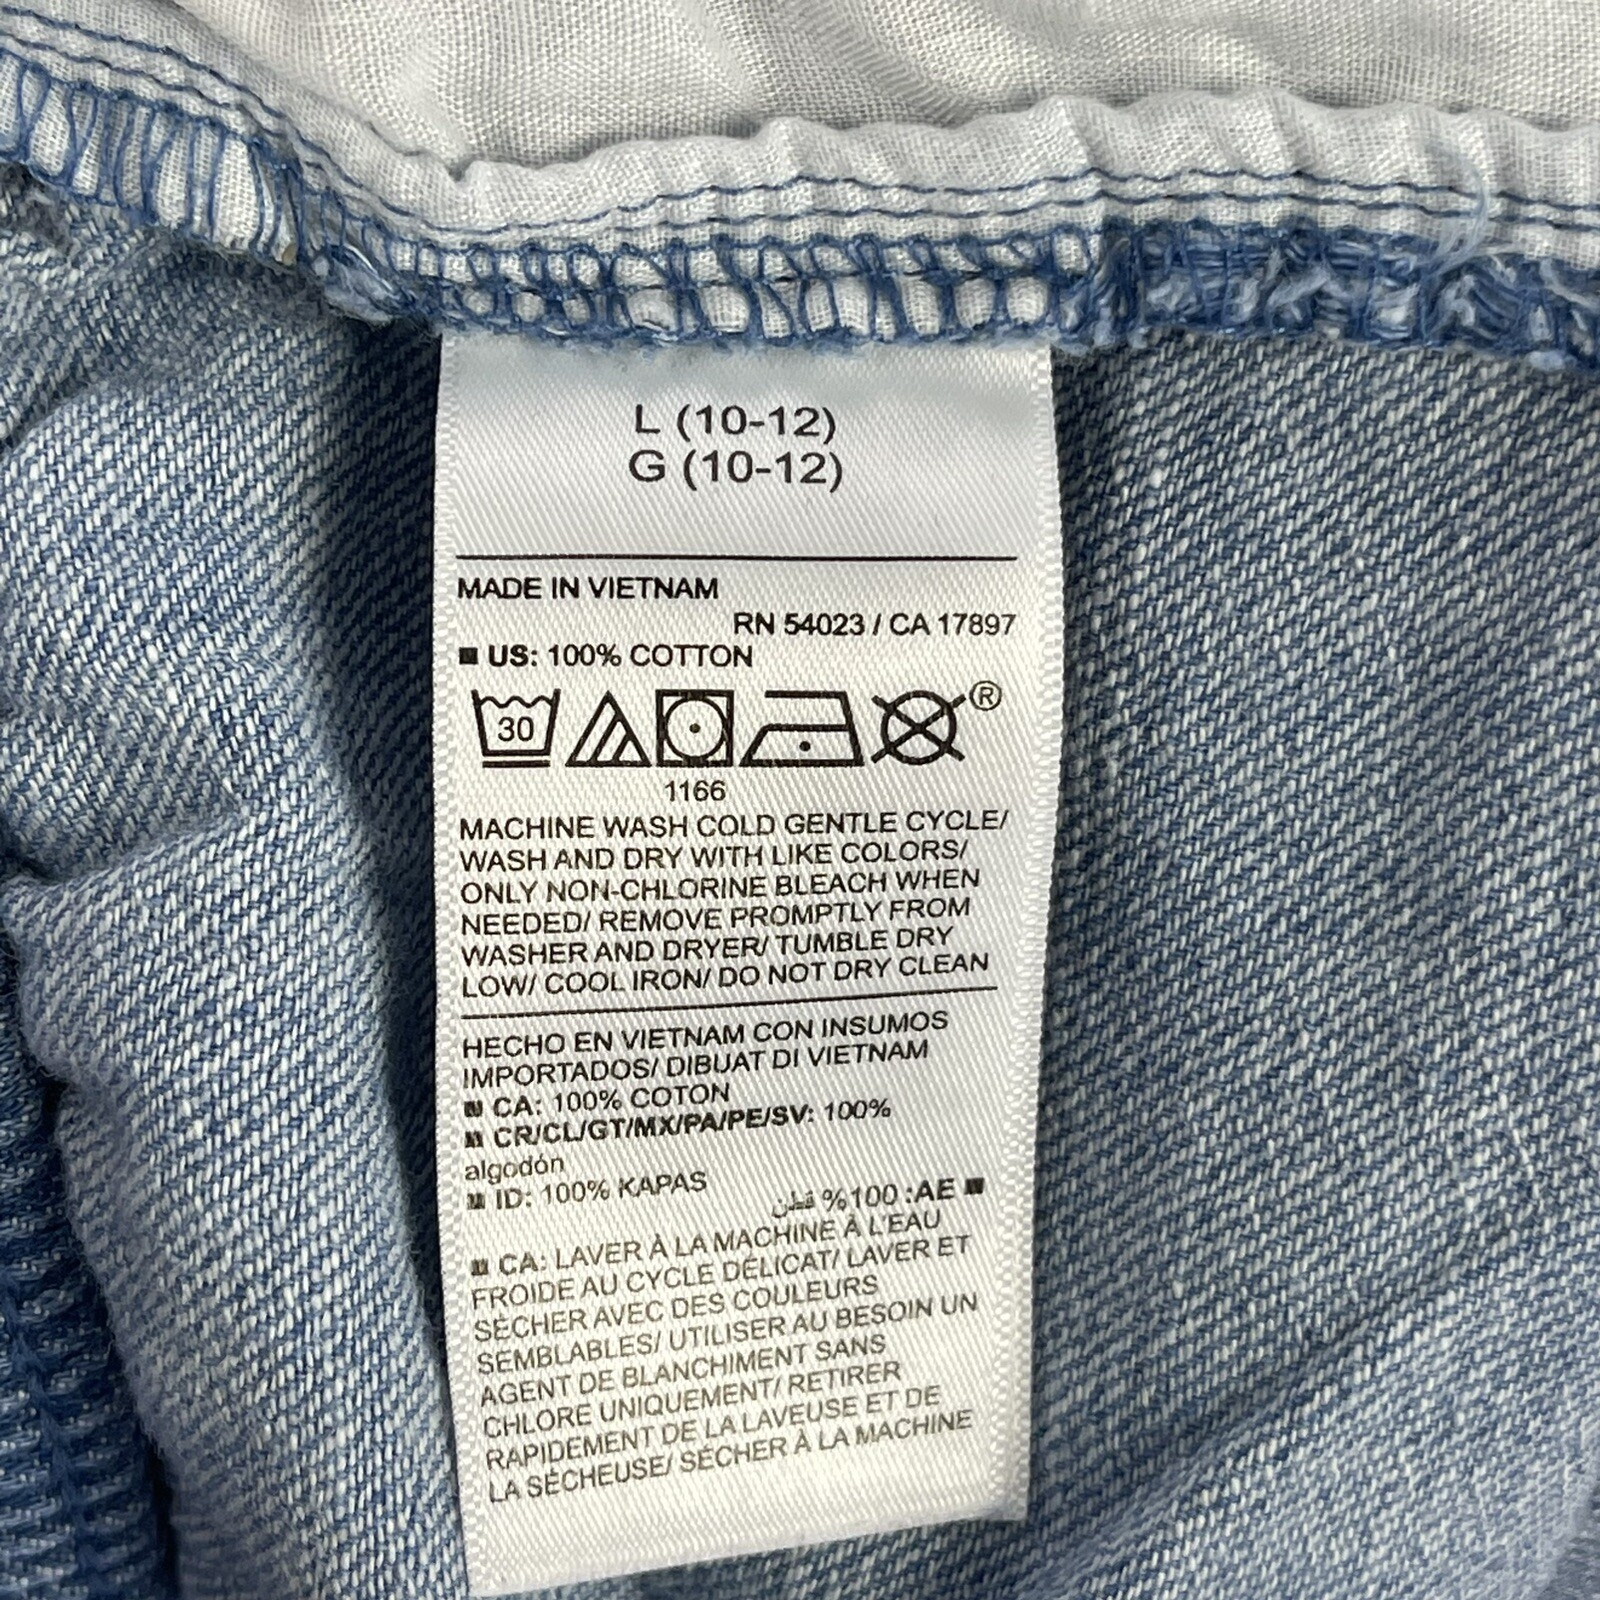 L (10-12)
G (10-12)
MADE IN VIETNAM
RN 54023 / CA 17897
■ US: 100% COTTON
30
®
1166
MACHINE WASH COLD GENTLE CYCLE/
WASH AND DRY WITH LIKE COLORS/
ONLY NON-CHLORINE BLEACH WHEN
NEEDED/ REMOVE PROMPTLY FROM
WASHER AND DRYER/ TUMBLE DRY
LOW/ COOL IRON/ DO NOT DRY CLEAN
HECHO EN VIETNAM CON INSUMOS
IMPORTADOS/ DIBUAT DI VIETNAM
■ CA: 100% COTON
■ CR/CL/GT/MX/PA/PE/SV: 100%
algodón
■ ID: 100% KAPAS
■ AE: 100% قطن
■ CA: LAVER À LA MACHINE À L'EAU
FROIDE AU CYCLE DÉLICAT/ LAVER ET
SÉCHER AVEC DES COULEURS
SEMBLABLES/ UTILISER AU BESOIN UN
AGENT DE BLANCHIMENT SANS
CHLORE UNIQUEMENT/ RETIRER
RAPIDEMENT DE LA LAVEUSE ET DE
LA SÉCHEUSE/ SÉCHER À LA MACHINE